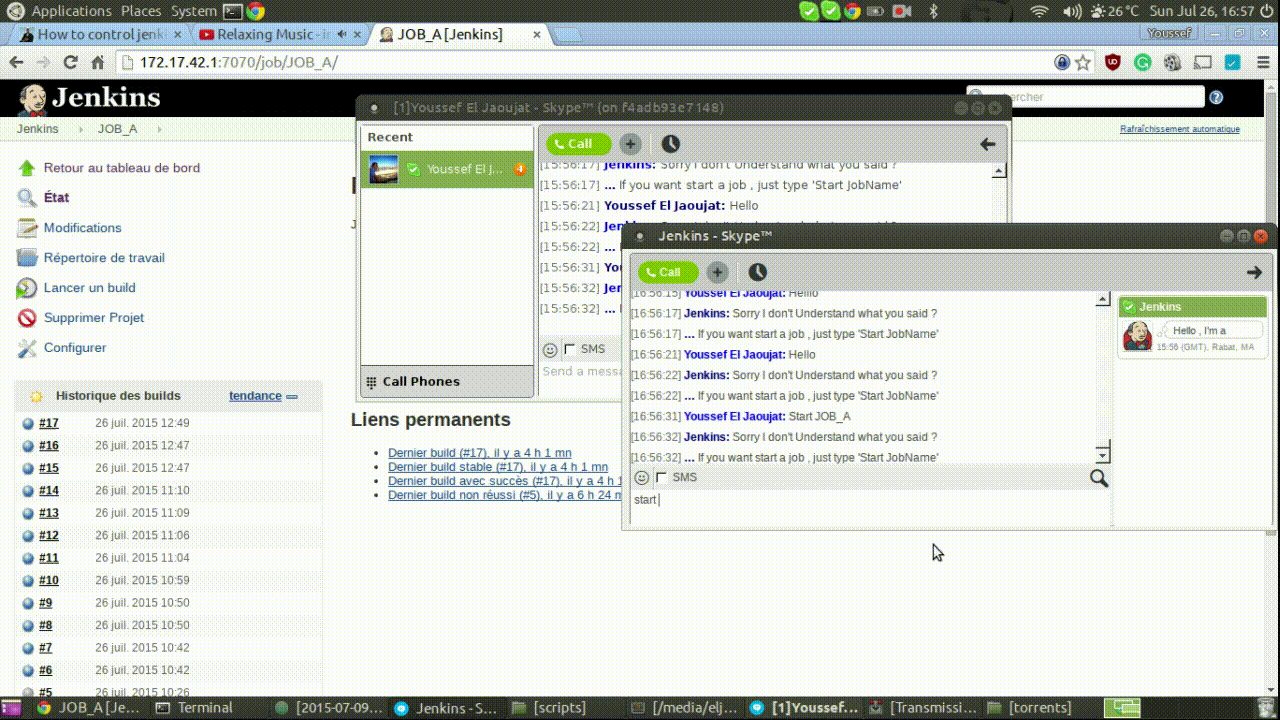 Applications Places System 26 °C Sun Jul 26, 16:57
How to control jenk
Relaxing Music - in
JOB_A [Jenkins]
Youssef
172.17.42.1:7070/job/JOB_A/
Jenkins
Jenkins JOB_A
Rafraîchissement automatique
Retour au tableau de bord
État
Modifications
Répertoire de travail
Lancer un build
Supprimer Projet
Configurer
Historique des builds tendance
#17 26 juil. 2015 12:49
#16 26 juil. 2015 12:47
#15 26 juil. 2015 12:47
#14 26 juil. 2015 11:10
#13 26 juil. 2015 11:09
#12 26 juil. 2015 11:06
#11 26 juil. 2015 11:04
#10 26 juil. 2015 10:59
#9 26 juil. 2015 10:50
#8 26 juil. 2015 10:50
#7 26 juil. 2015 10:42
#6 26 juil. 2015 10:42
#5 26 juil. 2015 10:26
[1]Youssef El Jaoujat - Skype™ (on f4adb93e7148)
Recent
Youssef El J...
Call Phones
Call
[15:56:17] Jenkins: Sorry I don't Understand what you said ?
[15:56:17] ... If you want start a job , just type 'Start JobName'
[15:56:21] Youssef El Jaoujat: Hello
[15:56:22] Jen
[15:56:22] ...
[15:56:31] You
[15:56:32] Jen
[15:56:32] ...
SMS
Send a messa
Liens permanents
Dernier build (#17), il y a 4 h 1 mn
Dernier build stable (#17), il y a 4 h 1 mn
Dernier build avec succès (#17), il y a 4 h 1
Dernier build non réussi (#5), il y a 6 h 24 m
Jenkins - Skype™
Call
[16:56:15] Youssef El Jaoujat: Helllo
[16:56:17] Jenkins: Sorry I don't Understand what you said ?
[16:56:17] ... If you want start a job , just type 'Start JobName'
[16:56:21] Youssef El Jaoujat: Hello
[16:56:22] Jenkins: Sorry I don't Understand what you said ?
[16:56:22] ... If you want start a job , just type 'Start JobName'
[16:56:31] Youssef El Jaoujat: Start JOB_A
[16:56:32] Jenkins: Sorry I don't Understand what you said ?
[16:56:32] ... If you want start a job , just type 'Start JobName'
SMS
start
Jenkins
Hello , I'm a
15:56 (GMT), Rabat, MA
JOB_A [Je... Terminal [2015-07-09... Jenkins - S... [scripts] [/media/elj... [1]Youssef... [Transmissi... [torrents]